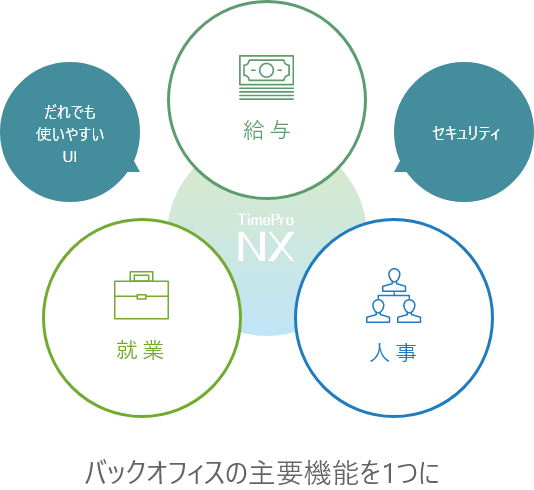 給与
だれでも
使いやすい
UI
セキュリティ
TimePro
NX
就業
人事
バックオフィスの主要機能を1つに